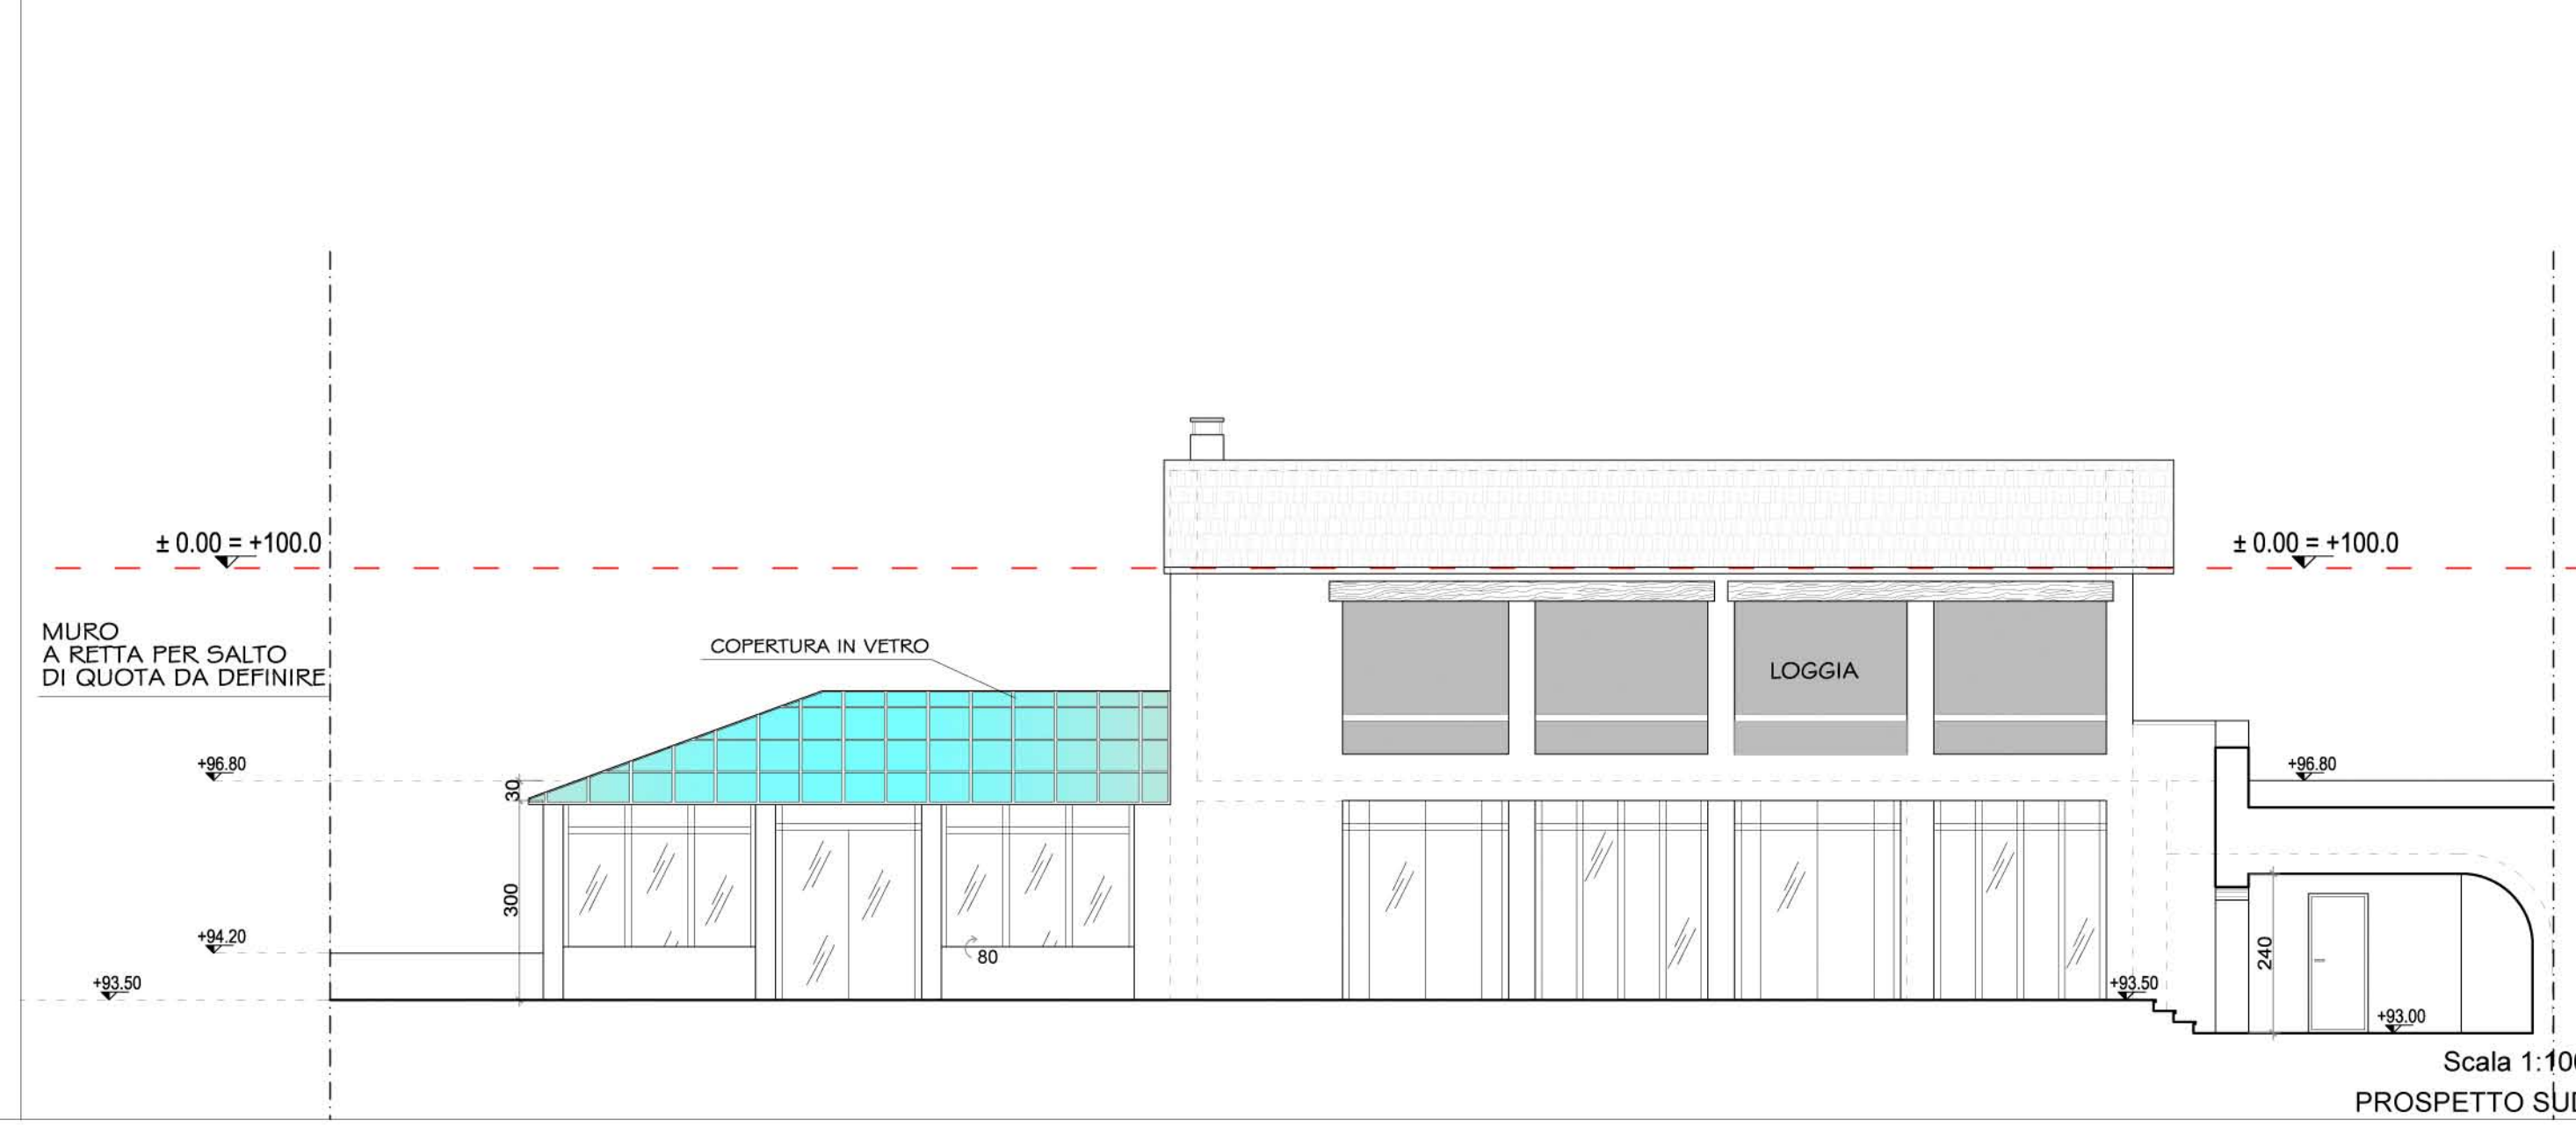 ± 0.00 = +100.0
± 0.00 = +100.0
MURO
A RETTA PER SALTO
DI QUOTA DA DEFINIRE
COPERTURA IN VETRO
LOGGIA
+96.80
30
+96.80
300
+94.20
80
240
+93.50
+93.50
+93.00
Scala 1:100
PROSPETTO SUD